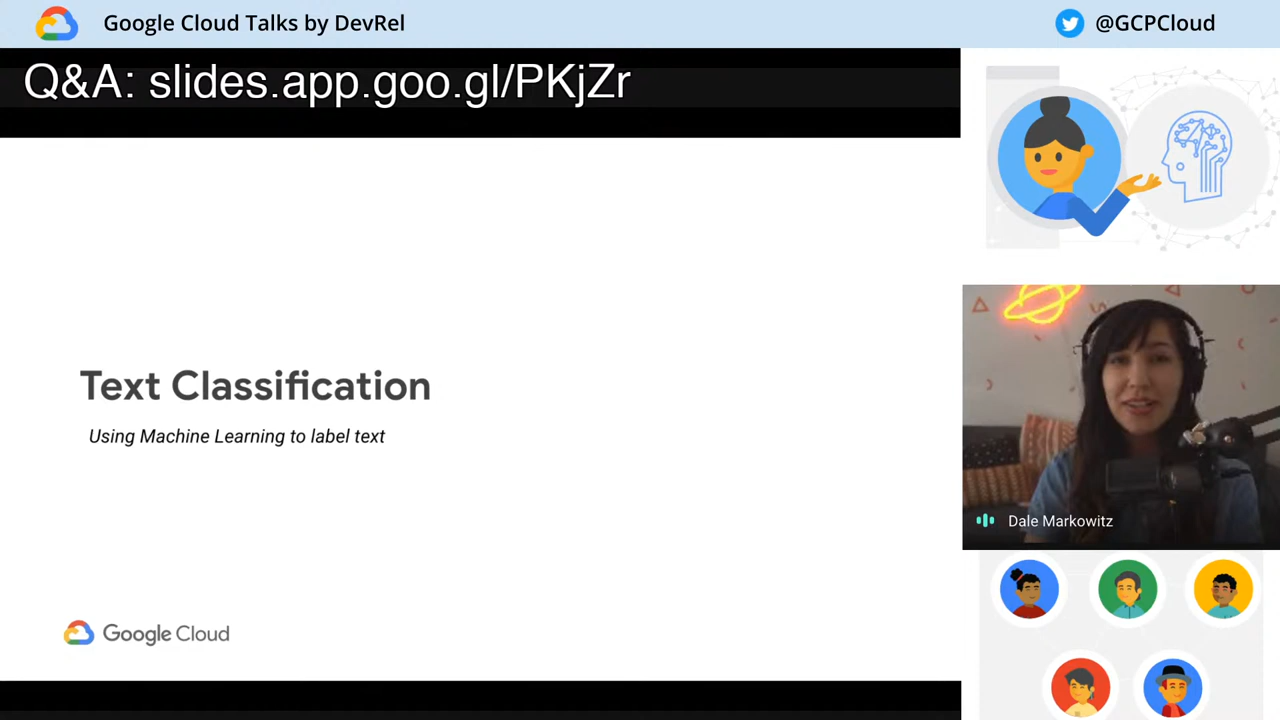 Google Cloud Talks by DevRel
@GCPCloud
Q&A: slides.app.goo.gl/PKjZr
Text Classification
Using Machine Learning to label text
Dale Markowitz
Google Cloud